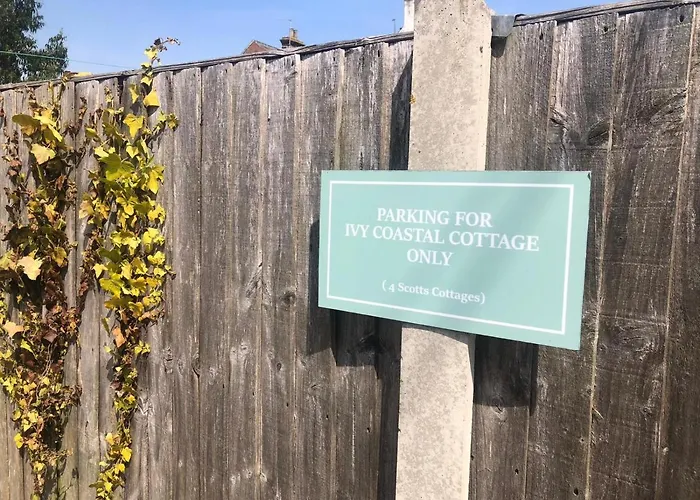 PARKING FOR
IVY COASTAL COTTAGE
ONLY
( 4 Scotts Cottages)